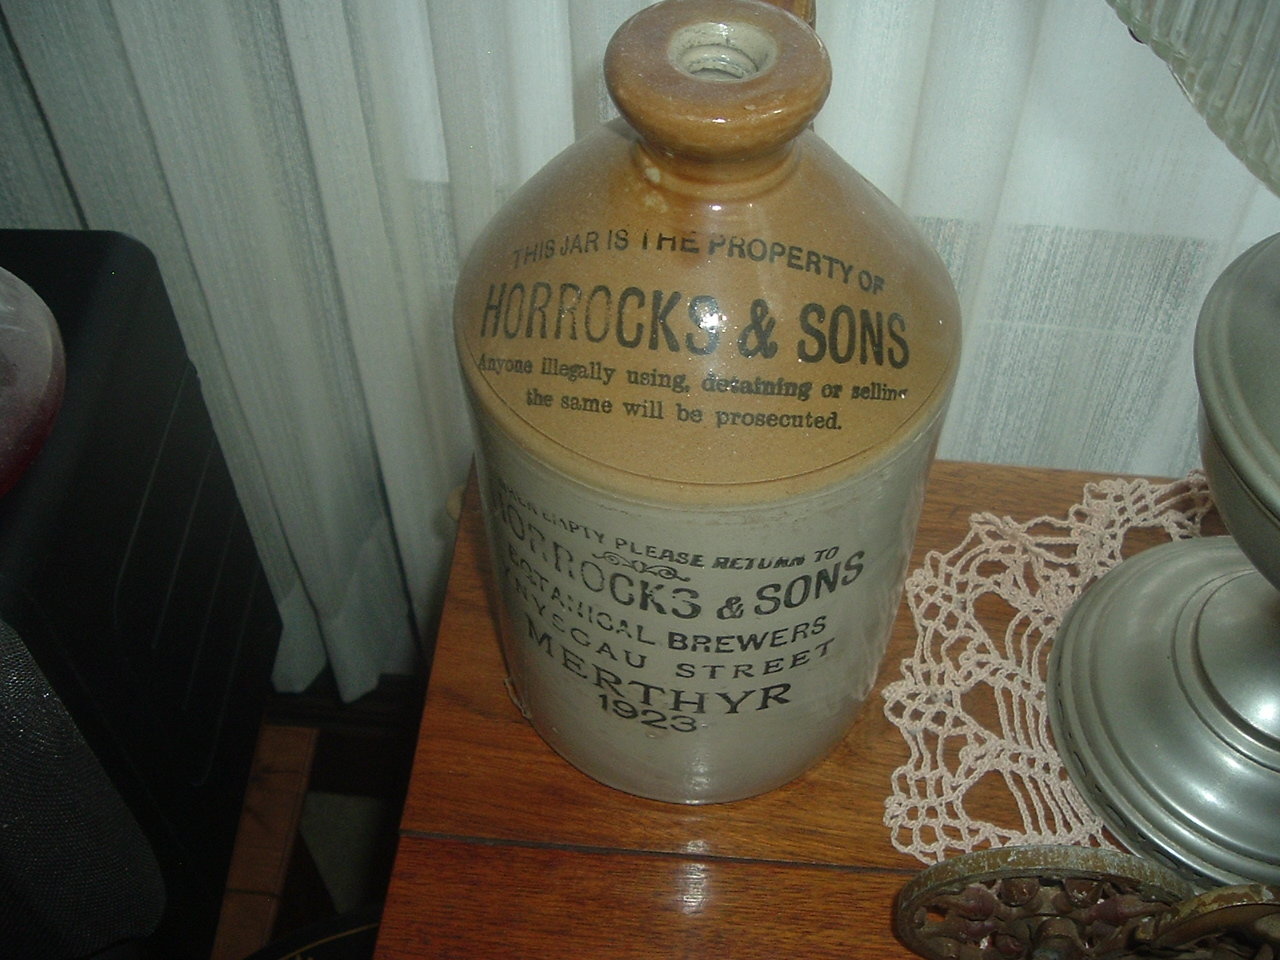 THIS JAR IS THE PROPERTY OF
HORROCKS & SONS
Anyone illegally using, detaining or selling
the same will be prosecuted.
WHEN EMPTY PLEASE RETURN TO
HORROCKS & SONS
BOTANICAL BREWERS
YNYSGAU STREET
MERTHYR
1923